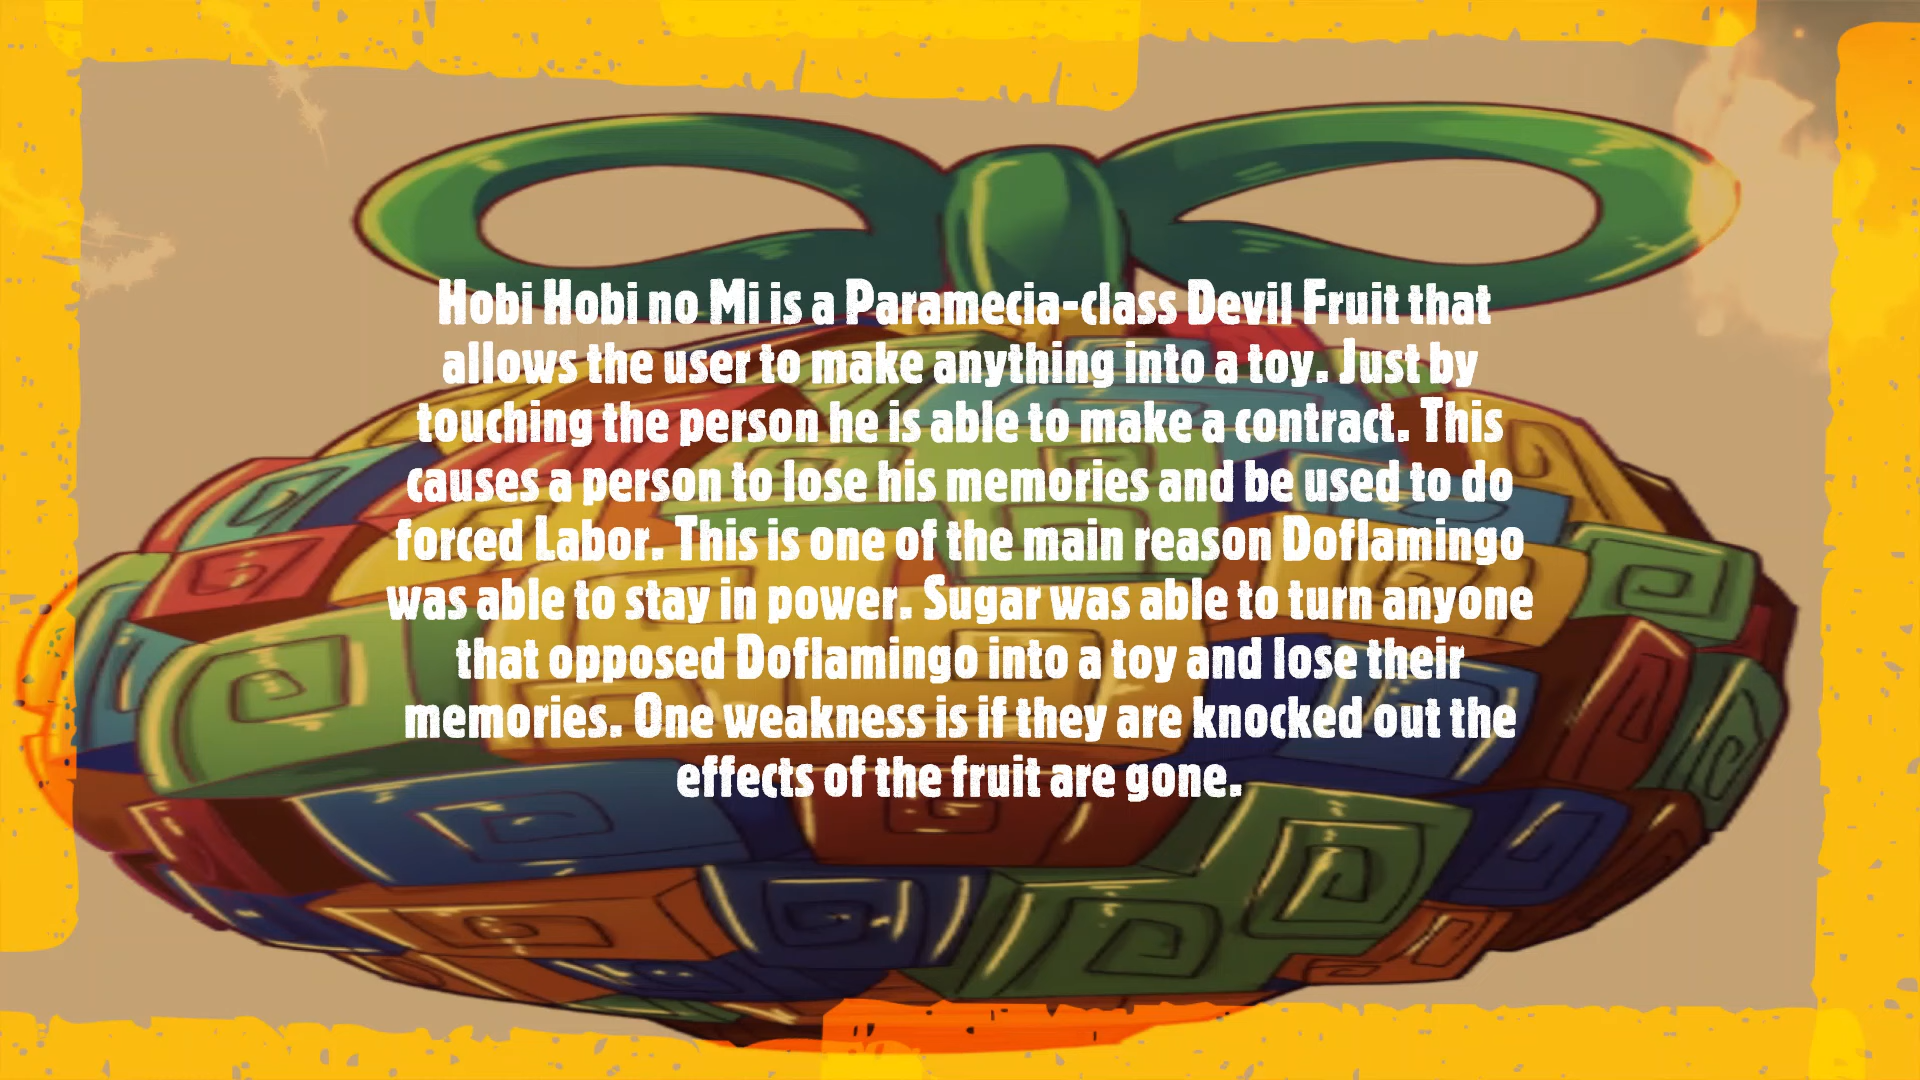 Hobi Hobi no Mi is a Paramecia-class Devil Fruit that
allows the user to make anything into a toy. Just by
touching the person he is able to make a contract. This
causes a person to lose his memories and be used to do
forced Labor. This is one of the main reason Doflamingo
was able to stay in power. Sugar was able to turn anyone
that opposed Doflamingo into a toy and lose their
memories. One weakness is if they are knocked out the
effects of the fruit are gone.